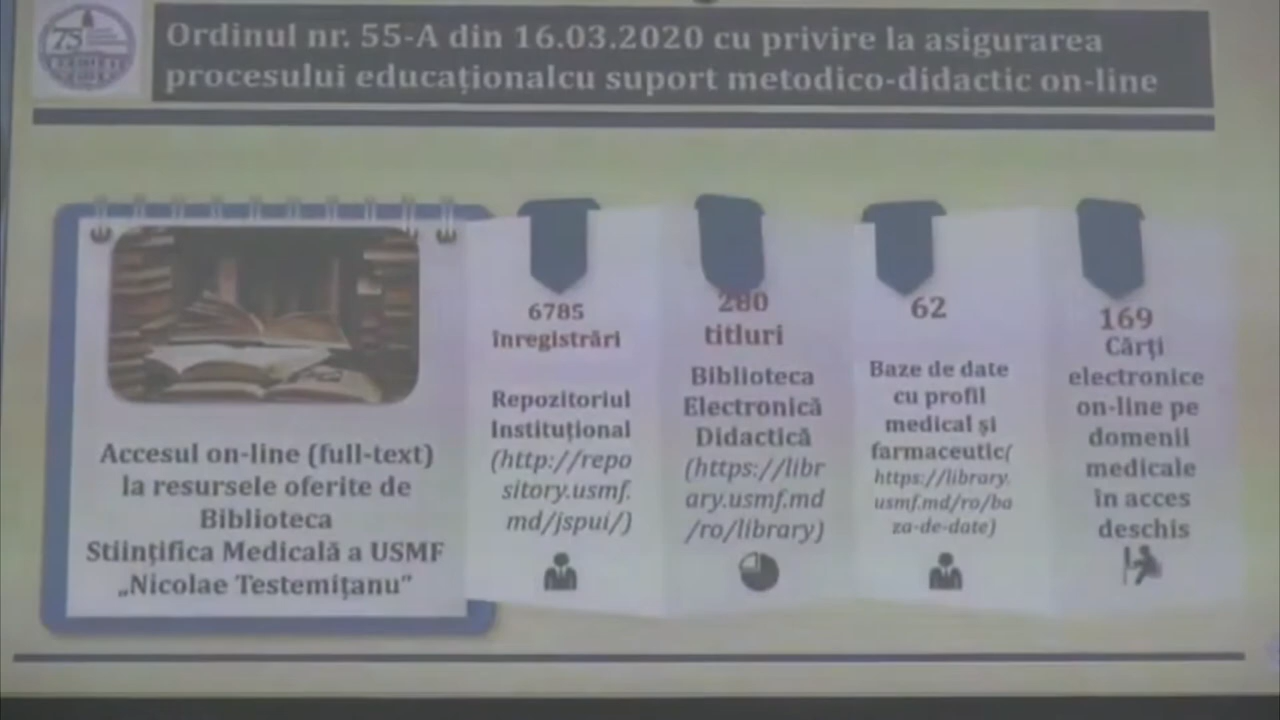 75
Ordinul nr. 55-A din 16.03.2020 cu privire la asigurarea
procesului educaționalcu suport metodico-didactic on-line
Accesul on-line (full-text)
la resursele oferite de
Biblioteca
Stiințifica Medicală a USMF
„Nicolae Testemițanu”
6785
înregistrări
Repozitoriul
Instituțional
(http://repo
sitory.usmf.
md/jspui/)
280
titluri
Biblioteca
Electronică
Didactică
(https://libr
ary.usmf.md
/ro/library)
62
Baze de date
cu profil
medical și
farmaceutic(
https://library.
usmf.md/ro/ba
za-de-date)
169
Cărți
electronice
on-line pe
domenii
medicale
în acces
deschis